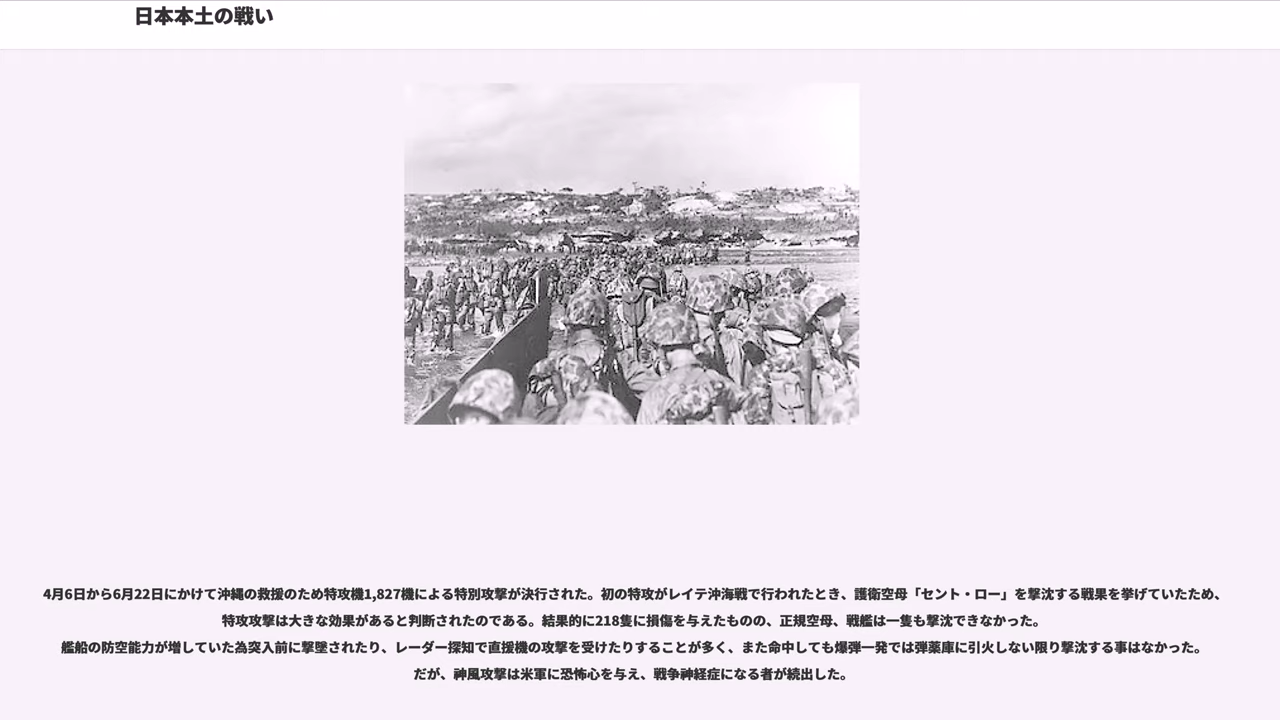 日本本土の戦い
4月6日から6月22日にかけて沖縄の救援のため特攻機1,827機による特別攻撃が決行された。初の特攻がレイテ沖海戦で行われたとき、護衛空母「セント・ロー」を撃沈する戦果を挙げていたため、
特攻攻撃は大きな効果があると判断されたのである。結果的に218隻に損傷を与えたものの、正規空母、戦艦は一隻も撃沈できなかった。
艦船の防空能力が増していた為突入前に撃墜されたり、レーダー探知で直援機の攻撃を受けたりすることが多く、また命中しても爆弾一発では弾薬庫に引火しない限り撃沈する事はなかった。
だが、神風攻撃は米軍に恐怖心を与え、戦争神経症になる者が続出した。